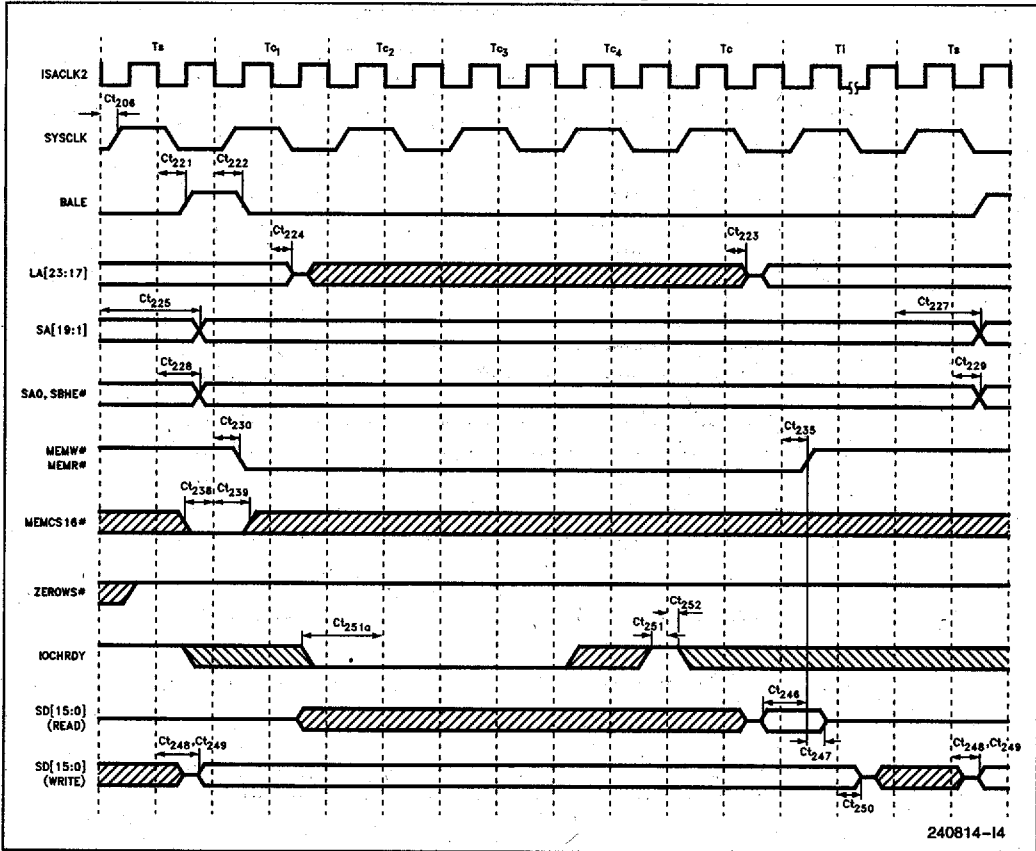 Ts Tc1 Tc2 Tc3 Tc4 Tc Ti Ts
ISACLK2
Ct206
SYSCLK
Ct221 Ct222
BALE
Ct224 Ct223
LA[23:17]
Ct225 Ct227
SA[19:1]
Ct228 Ct229
SA0, SBHE#
Ct230 Ct235
MEMW#
MEMR#
Ct238 Ct239
MEMCS16#
ZEROWS#
Ct252
Ct251a Ct251
IOCHRDY
Ct246
SD[15:0]
(READ)
Ct247
Ct248,Ct249 Ct248,Ct249
SD[15:0]
(WRITE)
Ct250
240814-14